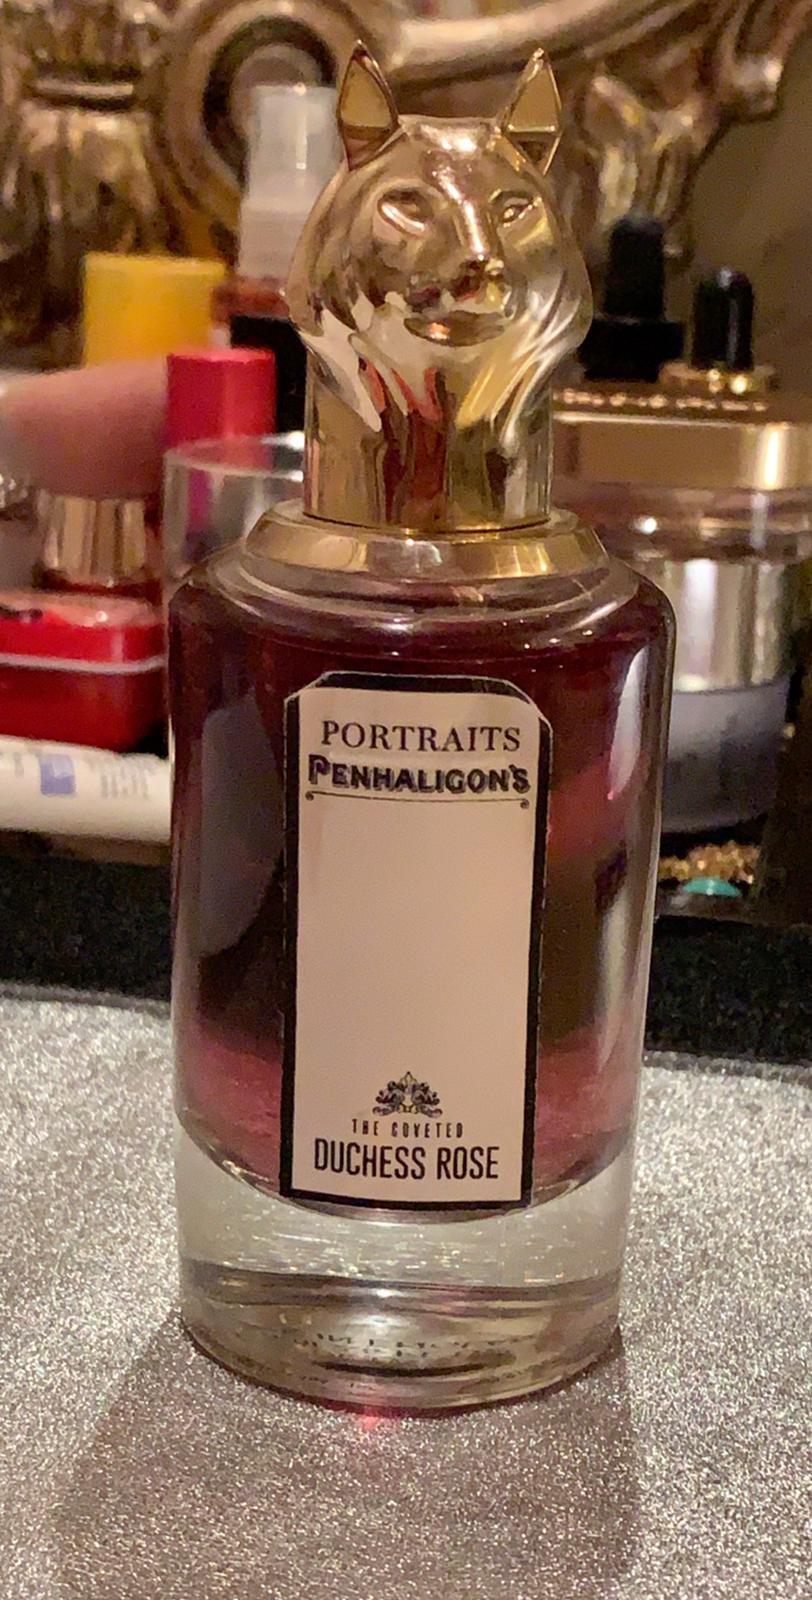 PORTRAITS
PENHALIGON'S
THE COVETED
DUCHESS ROSE